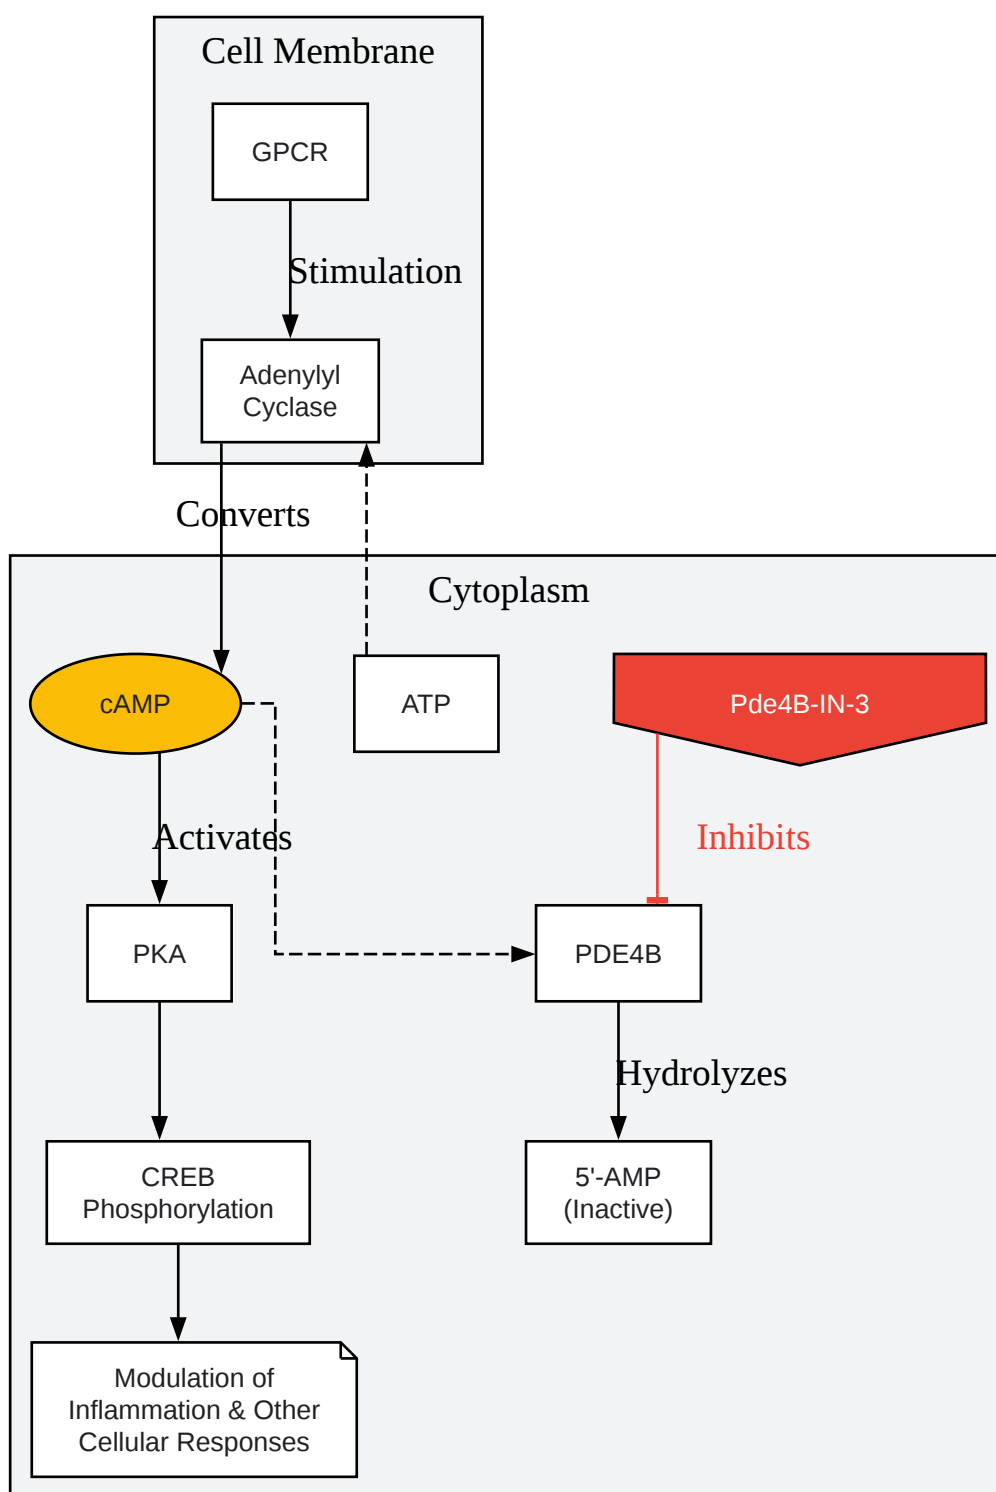 Cell Membrane
GPCR
Stimulation
Adenylyl
Cyclase
Converts
Cytoplasm
cAMP
ATP
Pde4B-IN-3
Activates
Inhibits
PKA
PDE4B
Hydrolyzes
CREB
Phosphorylation
5'-AMP
(Inactive)
Modulation of
Inflammation & Other
Cellular Responses